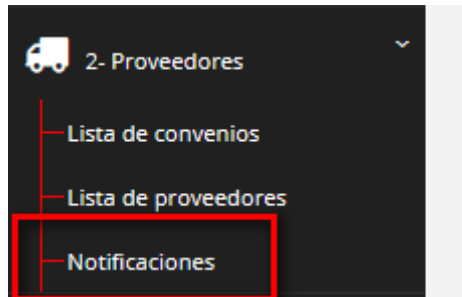 2- Proveedores
Lista de convenios
Lista de proveedores
Notificaciones